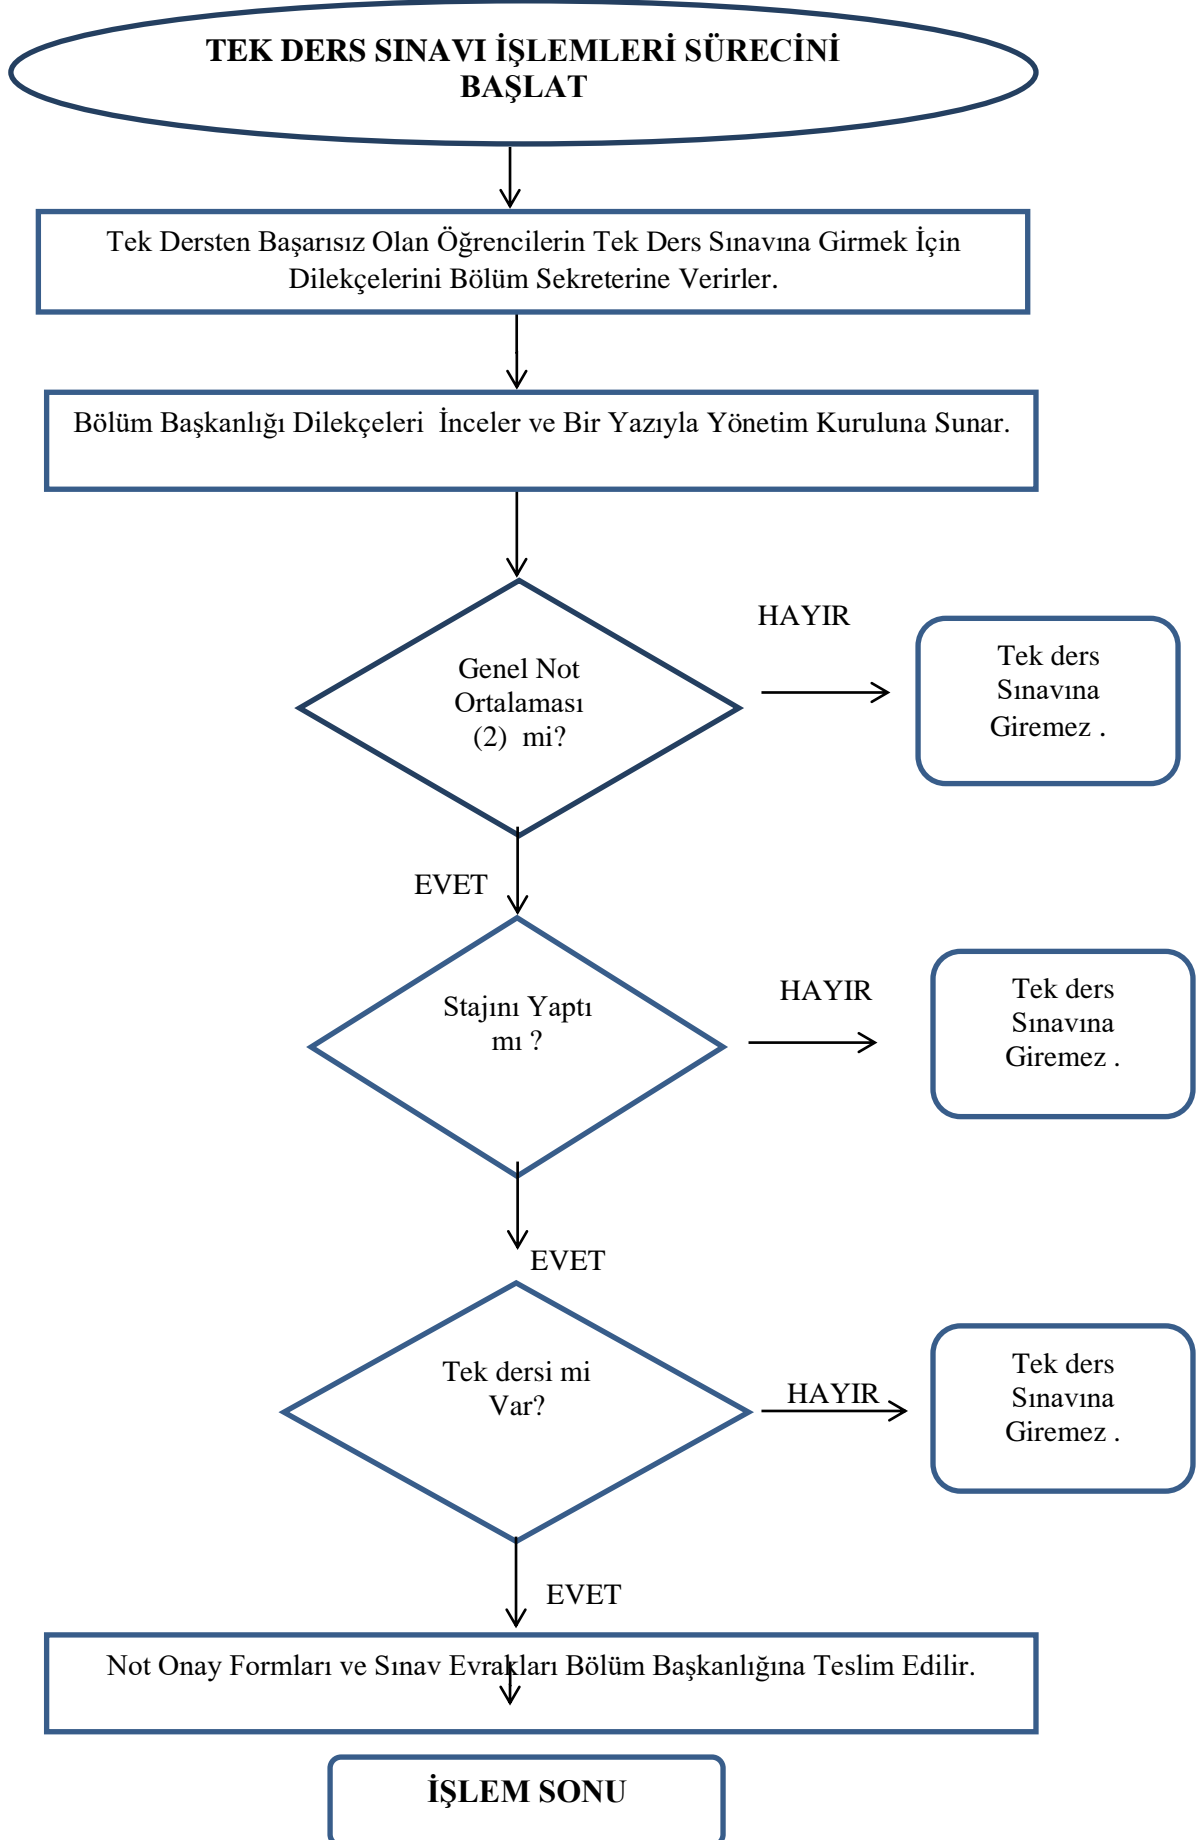 TEK DERS SINAVI İŞLEMLERİ SÜRECİNİ
BAŞLAT
Tek Dersten Başarısız Olan Öğrencilerin Tek Ders Sınavına Girmek İçin
Dilekçelerini Bölüm Sekreterine Verirler.
Bölüm Başkanlığı Dilekçeleri İnceler ve Bir Yazıyla Yönetim Kuruluna Sunar.
Genel Not
Ortalaması
(2) mi?
HAYIR
Tek ders
Sınavına
Giremez .
EVET
Stajını Yaptı
mı ?
HAYIR
Tek ders
Sınavına
Giremez .
EVET
Tek dersi mi
Var?
HAYIR
Tek ders
Sınavına
Giremez .
EVET
Not Onay Formları ve Sınav Evrakları Bölüm Başkanlığına Teslim Edilir.
İŞLEM SONU